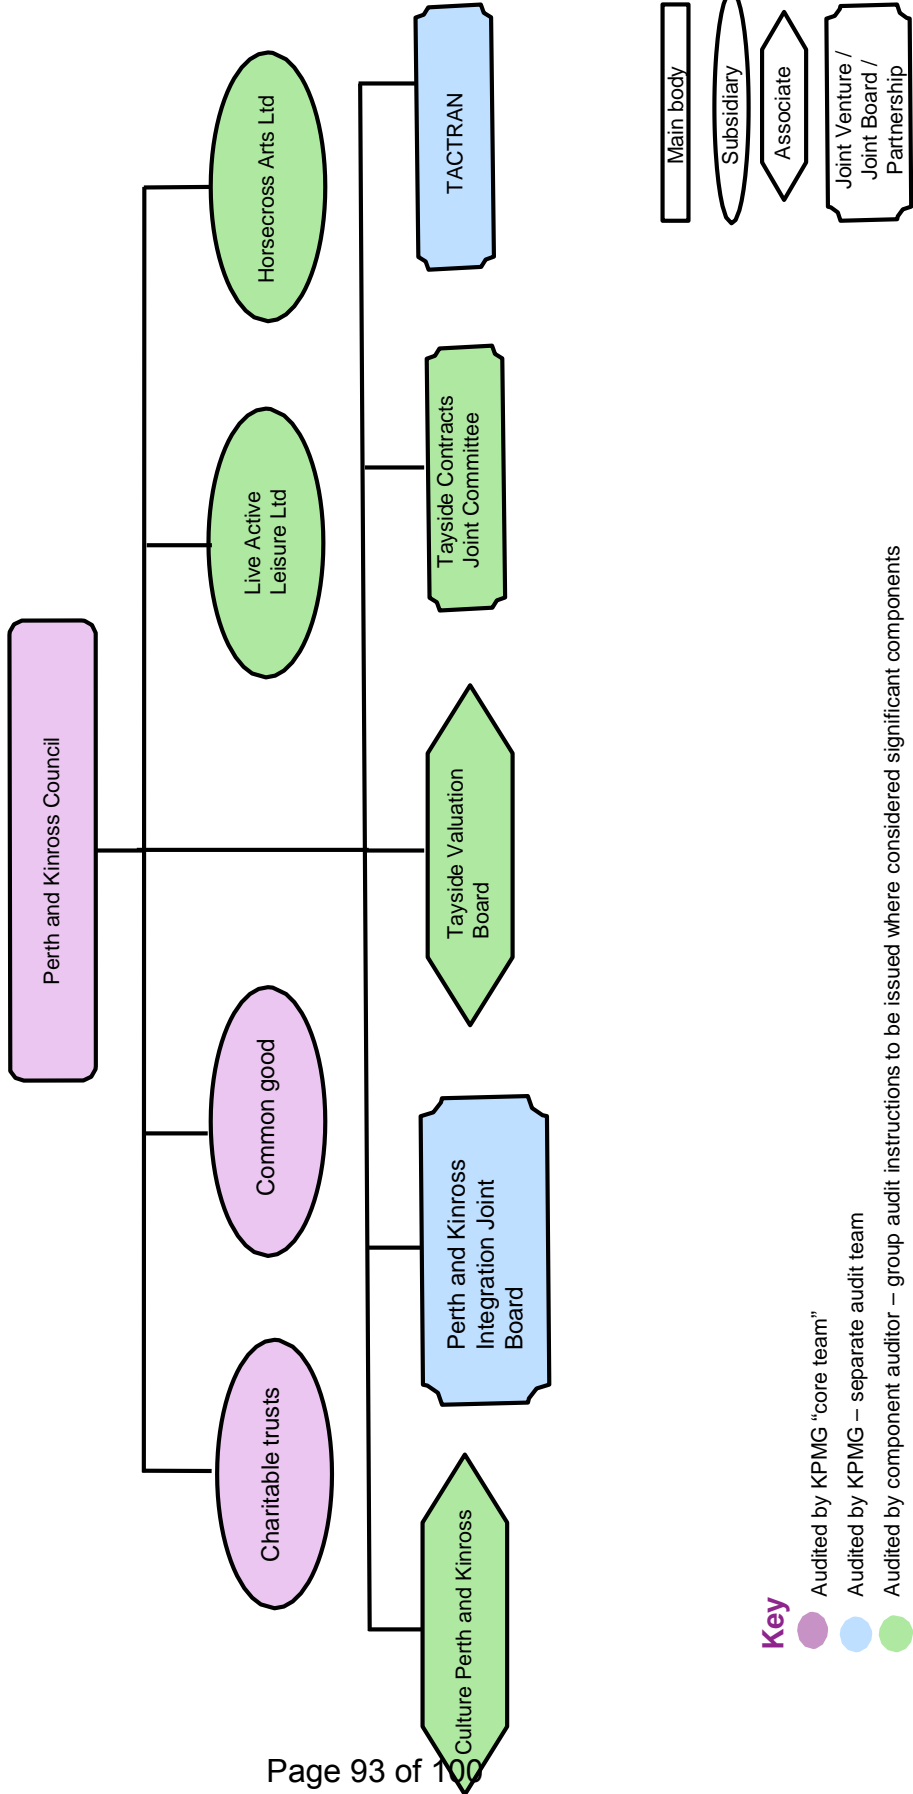 Perth and Kinross Council
Charitable trusts
Common good
Live Active
Leisure Ltd
Horsecross Arts Ltd
Culture Perth and Kinross
Perth and Kinross
Integration Joint
Board
Tayside Valuation
Board
Tayside Contracts
Joint Committee
TACTRAN
Main body
Subsidiary
Associate
Joint Venture /
Joint Board /
Partnership
Key
Audited by KPMG “core team”
Audited by KPMG – separate audit team
Audited by component auditor – group audit instructions to be issued where considered significant components
Page 93 of 100